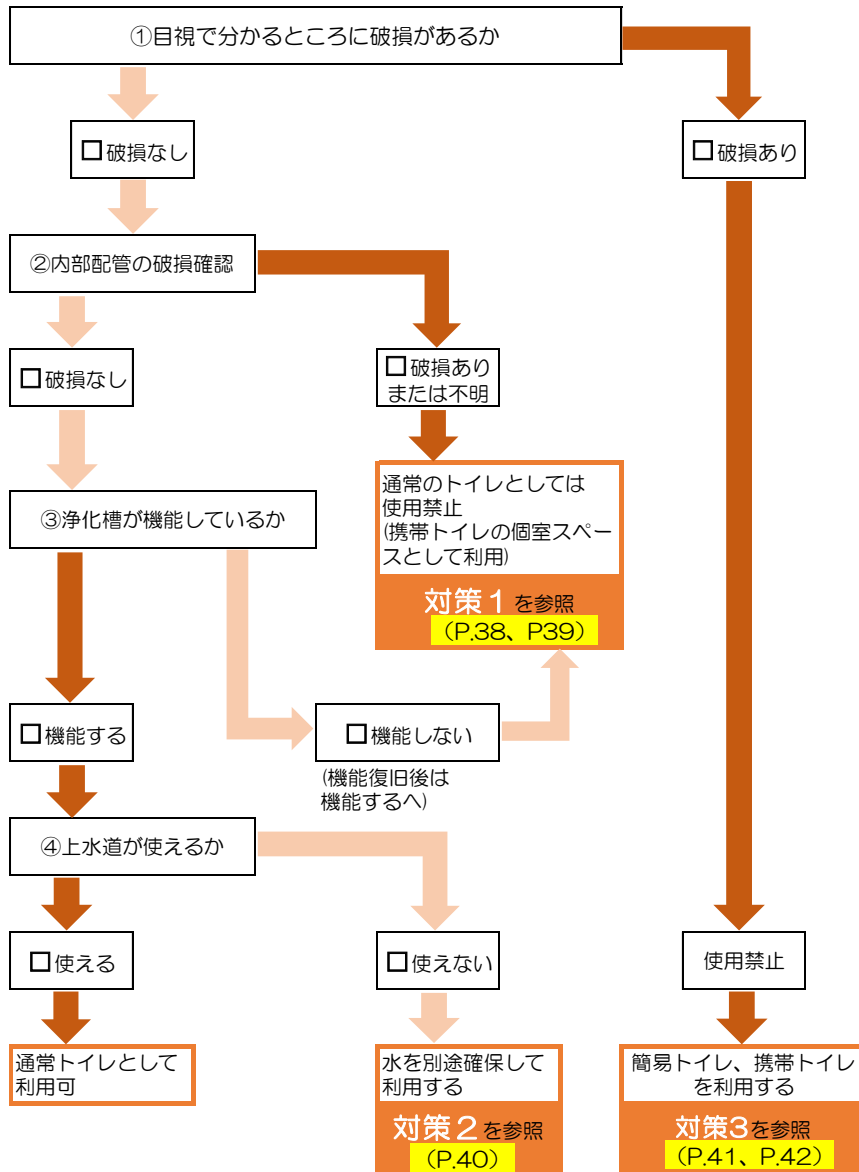 ①目視で分かるところに破損があるか
□破損なし
□破損あり
②内部配管の破損確認
□破損なし
□破損あり
または不明
通常のトイレとしては
使用禁止
(携帯トイレの個室スペー
スとして利用)
対策１を参照
（P.38、P39）
③浄化槽が機能しているか
□機能する
□機能しない
(機能復旧後は
機能するへ)
④上水道が使えるか
□使える
□使えない
使用禁止
通常トイレとして
利用可
水を別途確保して
利用する
対策２を参照
（P.40）
簡易トイレ、携帯トイレ
を利用する
対策3を参照
（P.41、P.42）